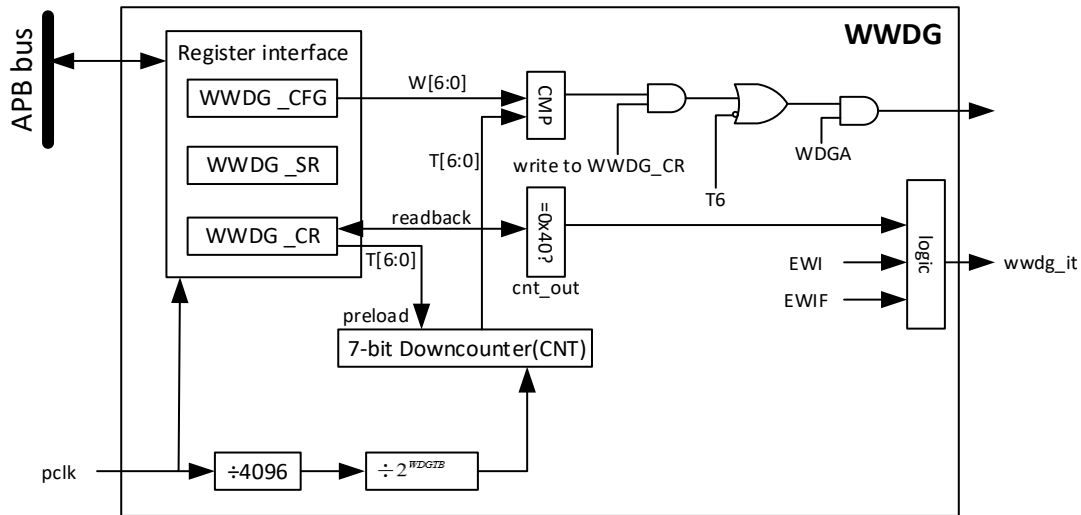 WWDG
APB bus
Register interface
WWDG _CFG
W[6:0]
CMP
WWDG _SR
T[6:0]
write to WWDG_CR
WDGA
T6
WWDG _CR
readback
=0x40?
cnt_out
T[6:0]
logic
EWI
wwdg_it
EWIF
preload
7-bit Downcounter(CNT)
pclk
÷4096
÷2^WDGTB